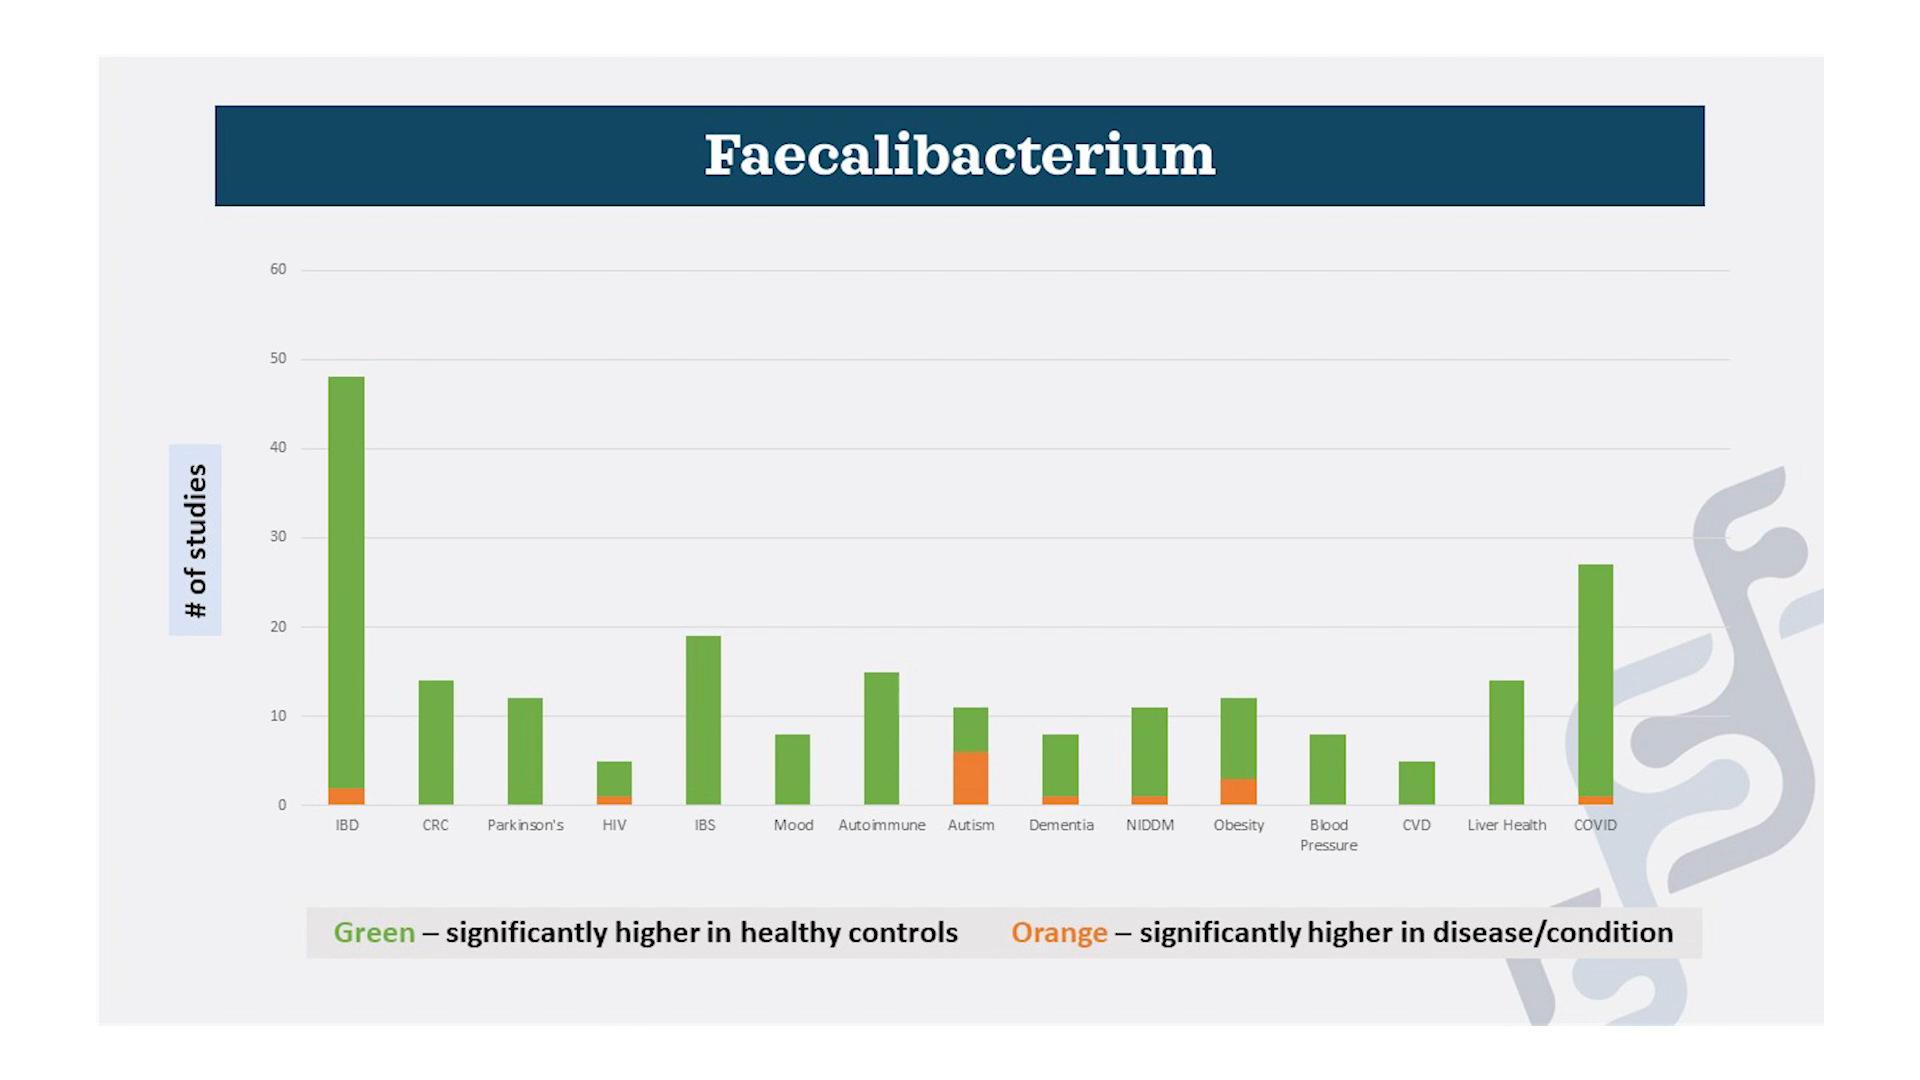 Faecalibacterium
60
50
40
30
20
10
0
# of studies
IBD CRC Parkinson's HIV IBS Mood Autoimmune Autism Dementia NIDDM Obesity Blood Pressure CVD Liver Health COVID
Green – significantly higher in healthy controls Orange – significantly higher in disease/condition